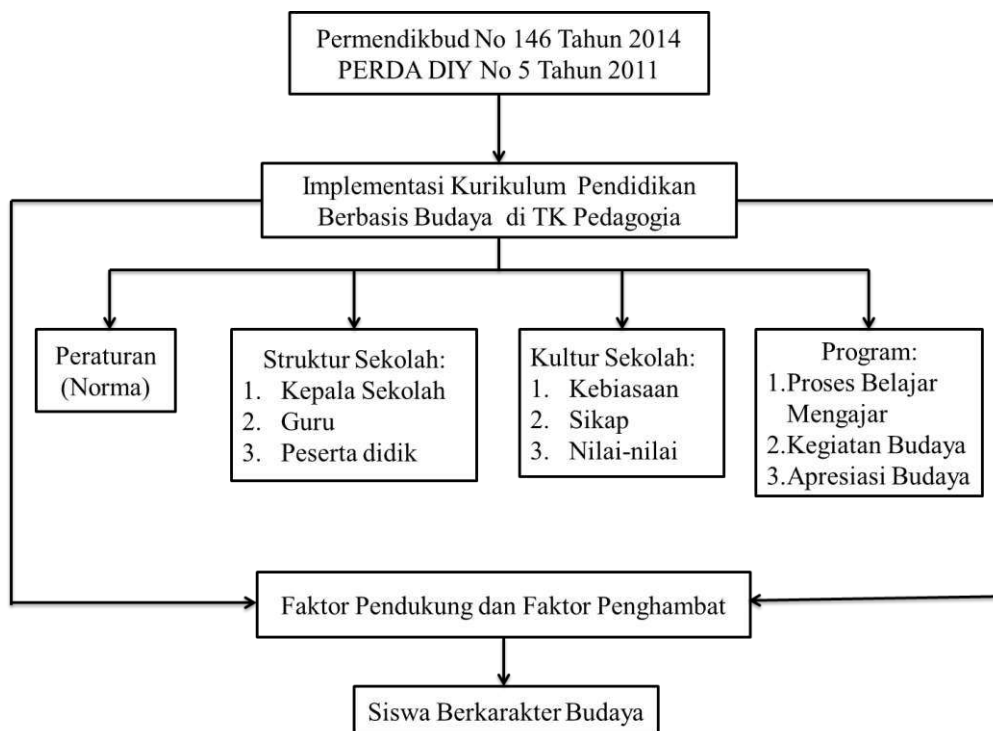 Permendikbud No 146 Tahun 2014
PERDA DIY No 5 Tahun 2011
Implementasi Kurikulum Pendidikan
Berbasis Budaya di TK Pedagogia
Peraturan
(Norma)
Struktur Sekolah:
1. Kepala Sekolah
2. Guru
3. Peserta didik
Kultur Sekolah:
1. Kebiasaan
2. Sikap
3. Nilai-nilai
Program:
1.Proses Belajar
Mengajar
2.Kegiatan Budaya
3.Apresiasi Budaya
Faktor Pendukung dan Faktor Penghambat
Siswa Berkarakter Budaya